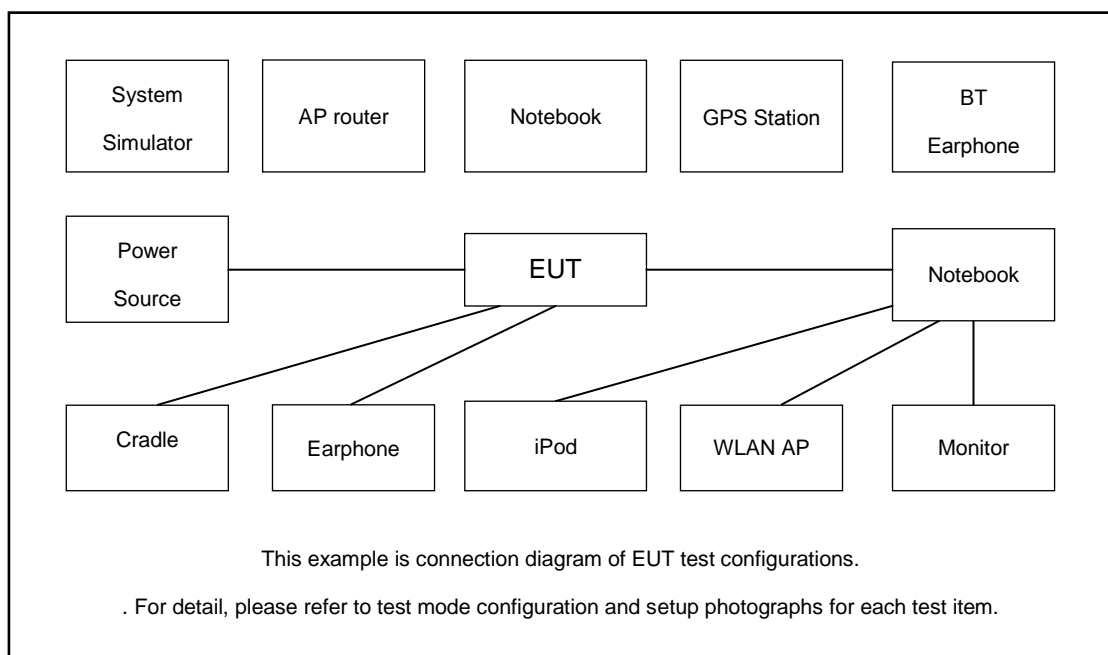 System
Simulator
AP router
Notebook
GPS Station
BT
Earphone
Power
Source
EUT
Notebook
Cradle
Earphone
iPod
WLAN AP
Monitor
This example is connection diagram of EUT test configurations.
. For detail, please refer to test mode configuration and setup photographs for each test item.